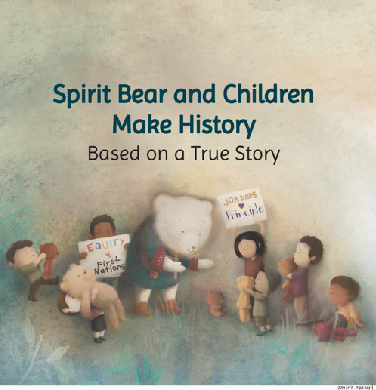 Spirit Bear and Children
Make History
Based on a True Story
Equity
4
First
Nations
Jordan's
Principle